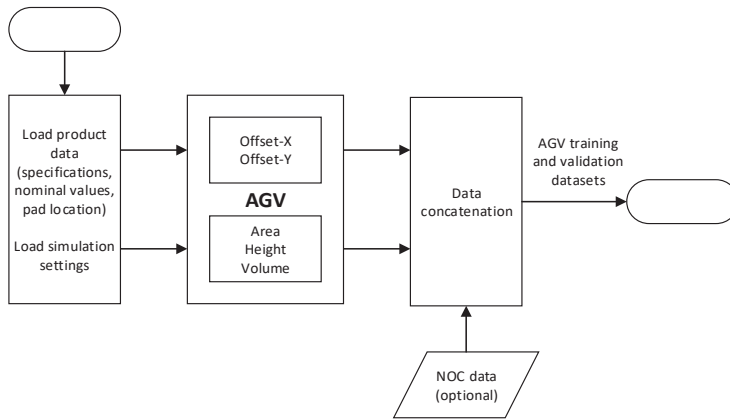 Load product
data
(specifications,
nominal values,
pad location)
Load simulation
settings
Offset-X
Offset-Y
AGV
Area
Height
Volume
Data
concatenation
AGV training
and validation
datasets
NOC data
(optional)